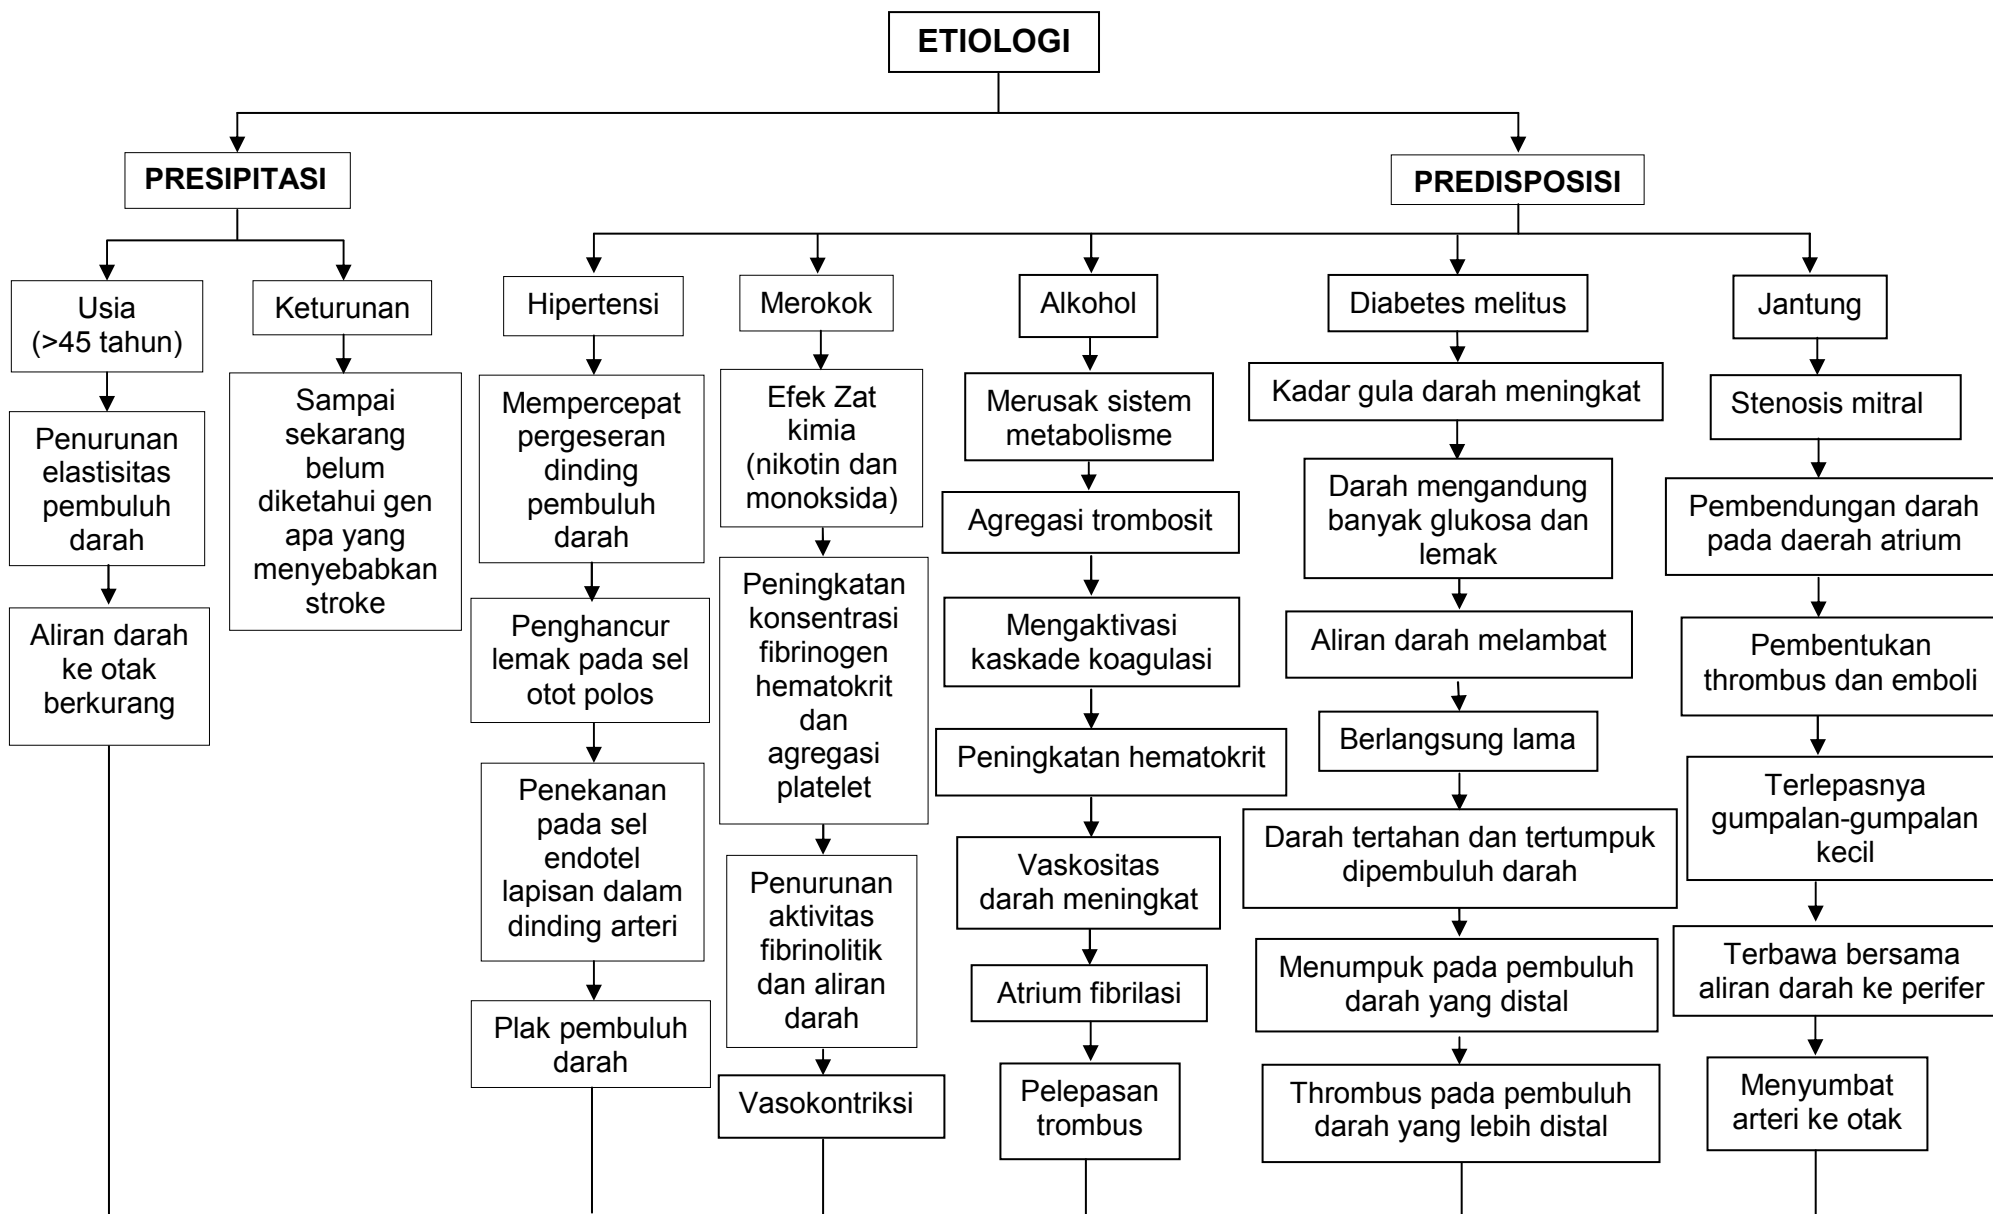 ETIOLOGI
PRESIPITASI
PREDISPOSISI
Usia
(>45 tahun)
Keturunan
Hipertensi
Merokok
Alkohol
Diabetes melitus
Jantung
Penurunan
elastisitas
pembuluh
darah
Aliran darah
ke otak
berkurang
Sampai
sekarang
belum
diketahui gen
apa yang
menyebabkan
stroke
Mempercepat
pergeseran
dinding
pembuluh
darah
Penghancur
lemak pada sel
otot polos
Penekanan
pada sel
endotel
lapisan dalam
dinding arteri
Plak pembuluh
darah
Efek Zat
kimia
(nikotin dan
monoksida)
Peningkatan
konsentrasi
fibrinogen
hematokrit
dan
agregasi
platelet
Penurunan
aktivitas
fibrinolitik
dan aliran
darah
Vasokontriksi
Merusak sistem
metabolisme
Agregasi trombosit
Mengaktivasi
kaskade koagulasi
Peningkatan hematokrit
Vaskositas
darah meningkat
Atrium fibrilasi
Pelepasan
trombus
Kadar gula darah meningkat
Darah mengandung
banyak glukosa dan
lemak
Aliran darah melambat
Berlangsung lama
Darah tertahan dan tertumpuk
dipembuluh darah
Menumpuk pada pembuluh
darah yang distal
Thrombus pada pembuluh
darah yang lebih distal
Stenosis mitral
Pembendungan darah
pada daerah atrium
Pembentukan
thrombus dan emboli
Terlepasnya
gumpalan-gumpalan
kecil
Terbawa bersama
aliran darah ke perifer
Menyumbat
arteri ke otak